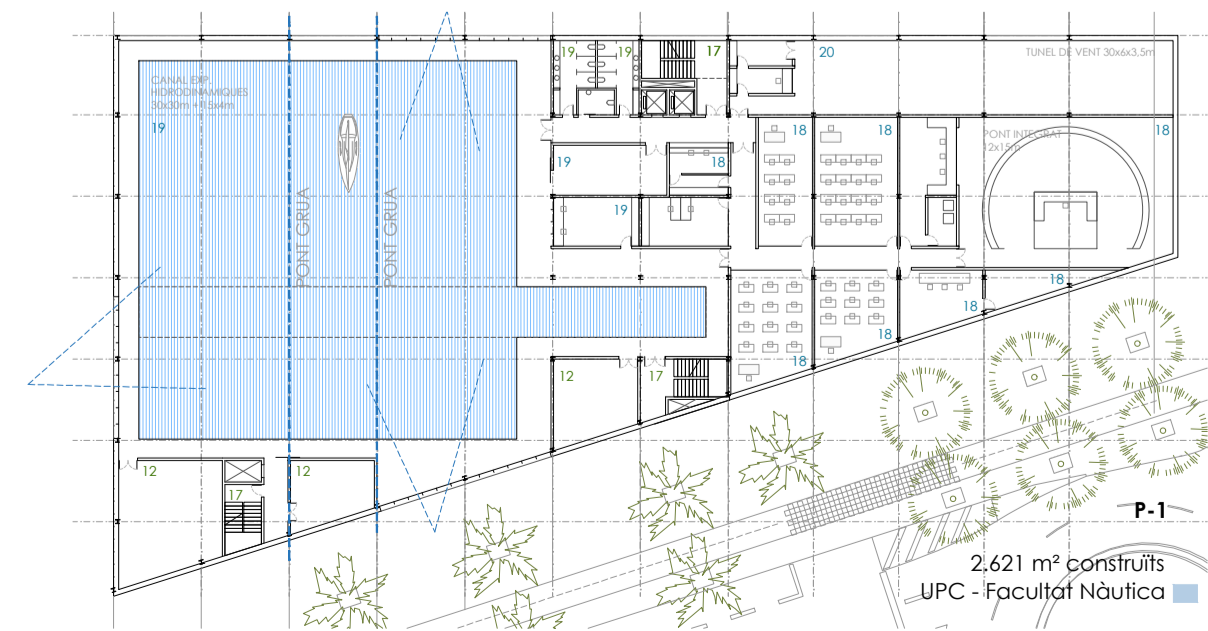 19
19
17
20
TUNEL DE VENT 30x6x3,5m
CANAL EXP.
HIDRODINAMIQUES
30x30m + 15x4m
19
18
18
PONT INTEGRAT
12x15m
18
19
18
PONT GRUA
PONT GRUA
19
18
18
18
18
12
17
18
12
17
12
P-1
2.621 m² construïts
UPC - Facultat Nàutica